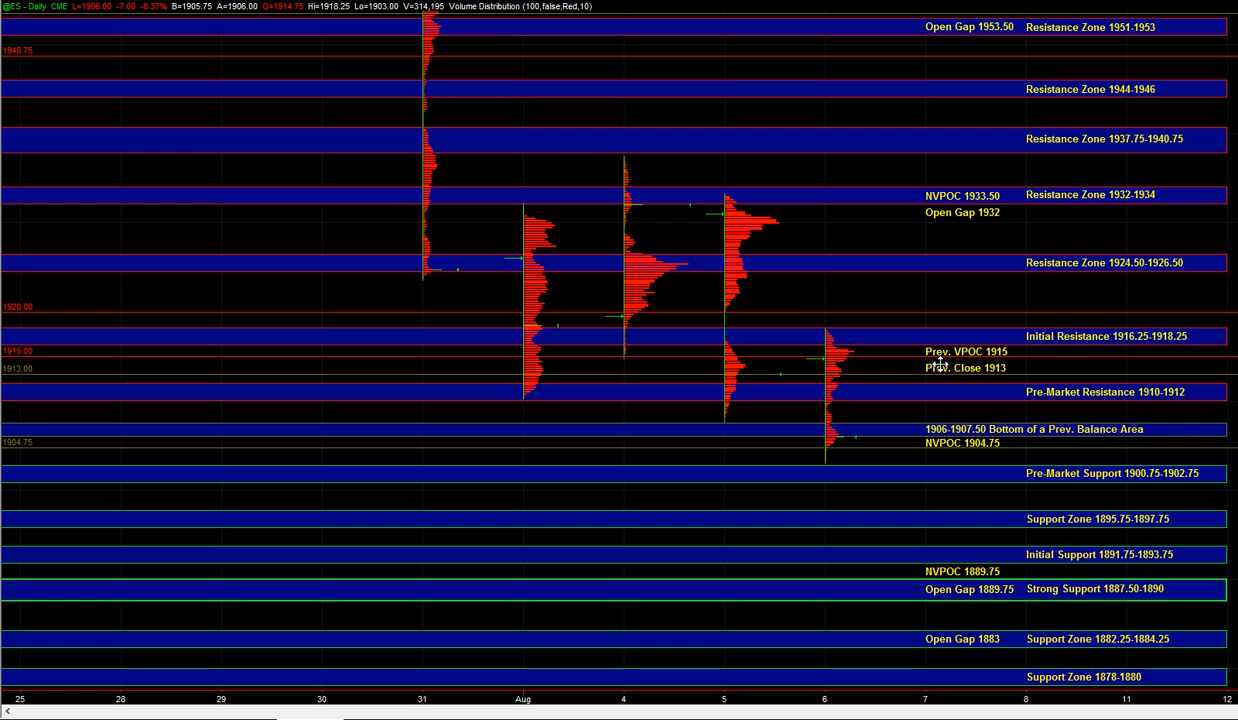 @ES - Daily CME L=1906.00 -7.00 -0.37% B=1905.75 A=1906.00 O=1914.75 Hi=1918.25 Lo=1903.00 V=314,195 Volume Distribution (100,false,Red,10)
Open Gap 1953.50 Resistance Zone 1951-1953
1948.75
Resistance Zone 1944-1946
Resistance Zone 1937.75-1940.75
NVPOC 1933.50 Resistance Zone 1932-1934
Open Gap 1932
Resistance Zone 1924.50-1926.50
1920.00
Initial Resistance 1916.25-1918.25
1915.00 Prev. VPOC 1915
1913.00 Prev. Close 1913
Pre-Market Resistance 1910-1912
1906-1907.50 Bottom of a Prev. Balance Area
1904.75 NVPOC 1904.75
Pre-Market Support 1900.75-1902.75
Support Zone 1895.75-1897.75
Initial Support 1891.75-1893.75
NVPOC 1889.75
Open Gap 1889.75 Strong Support 1887.50-1890
Open Gap 1883 Support Zone 1882.25-1884.25
Support Zone 1878-1880
25 28 29 30 31 Aug 4 5 6 7 8 11 12